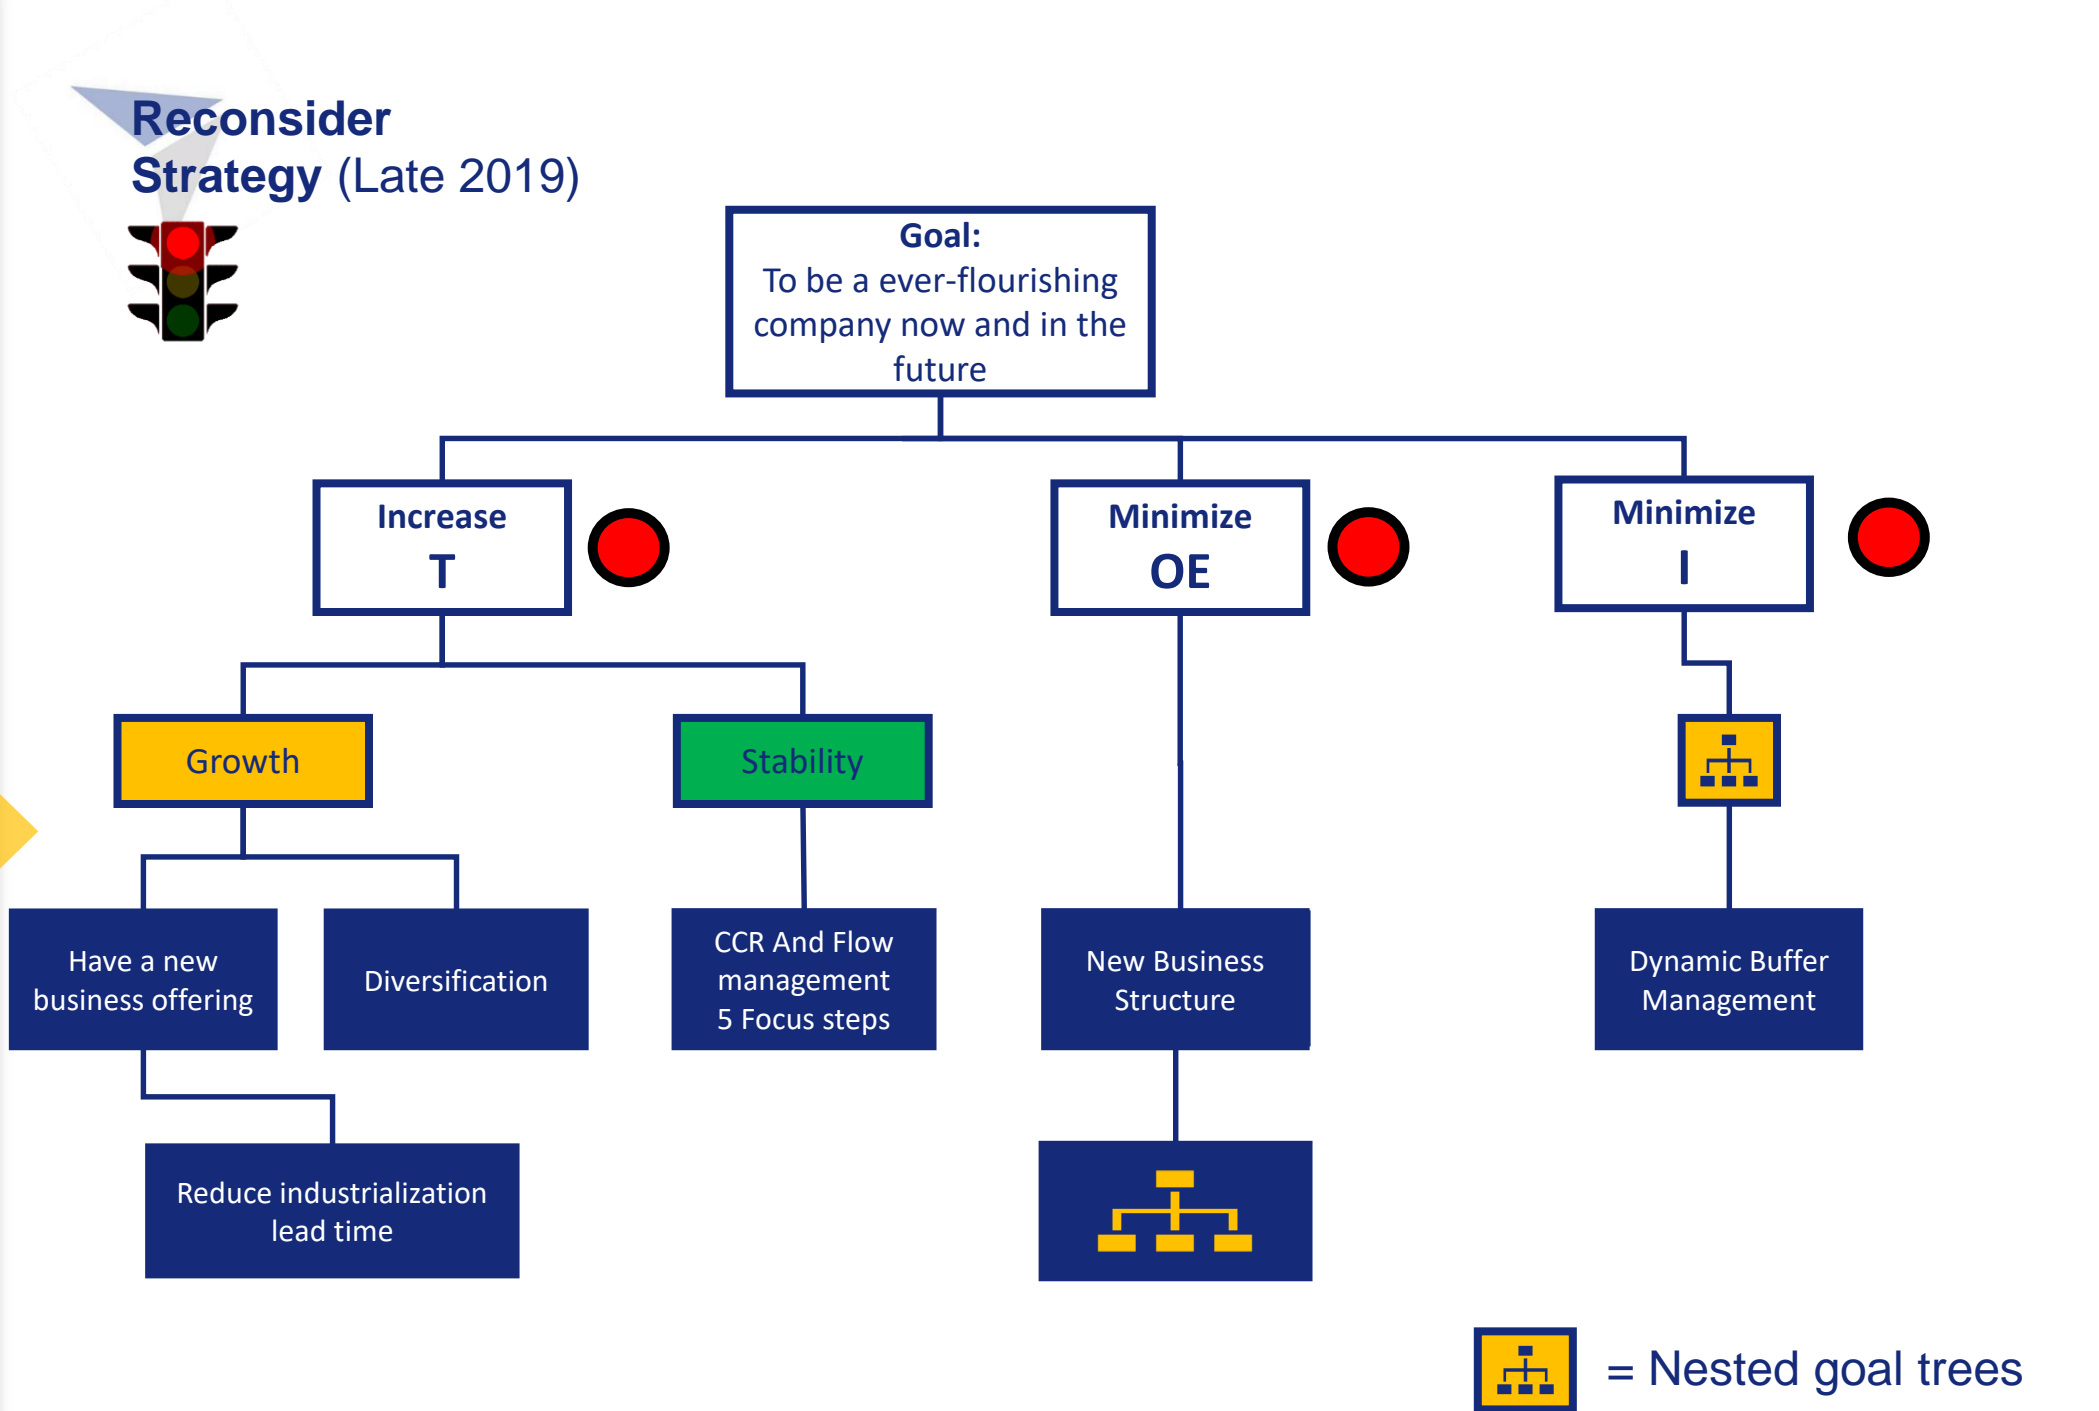 Reconsider
Strategy (Late 2019)
Goal:
To be a ever-flourishing
company now and in the
future
Increase
T
Minimize
OE
Minimize
I
Growth
Stability
Have a new
business offering
Diversification
CCR And Flow
management
5 Focus steps
New Business
Structure
Dynamic Buffer
Management
Reduce industrialization
lead time
= Nested goal trees